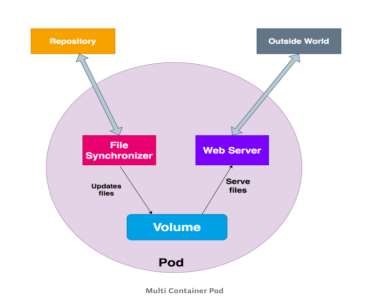 Repository
Outside World
File
Synchronizer
Web Server
Updates
files
Serve
files
Volume
Pod
Multi Container Pod